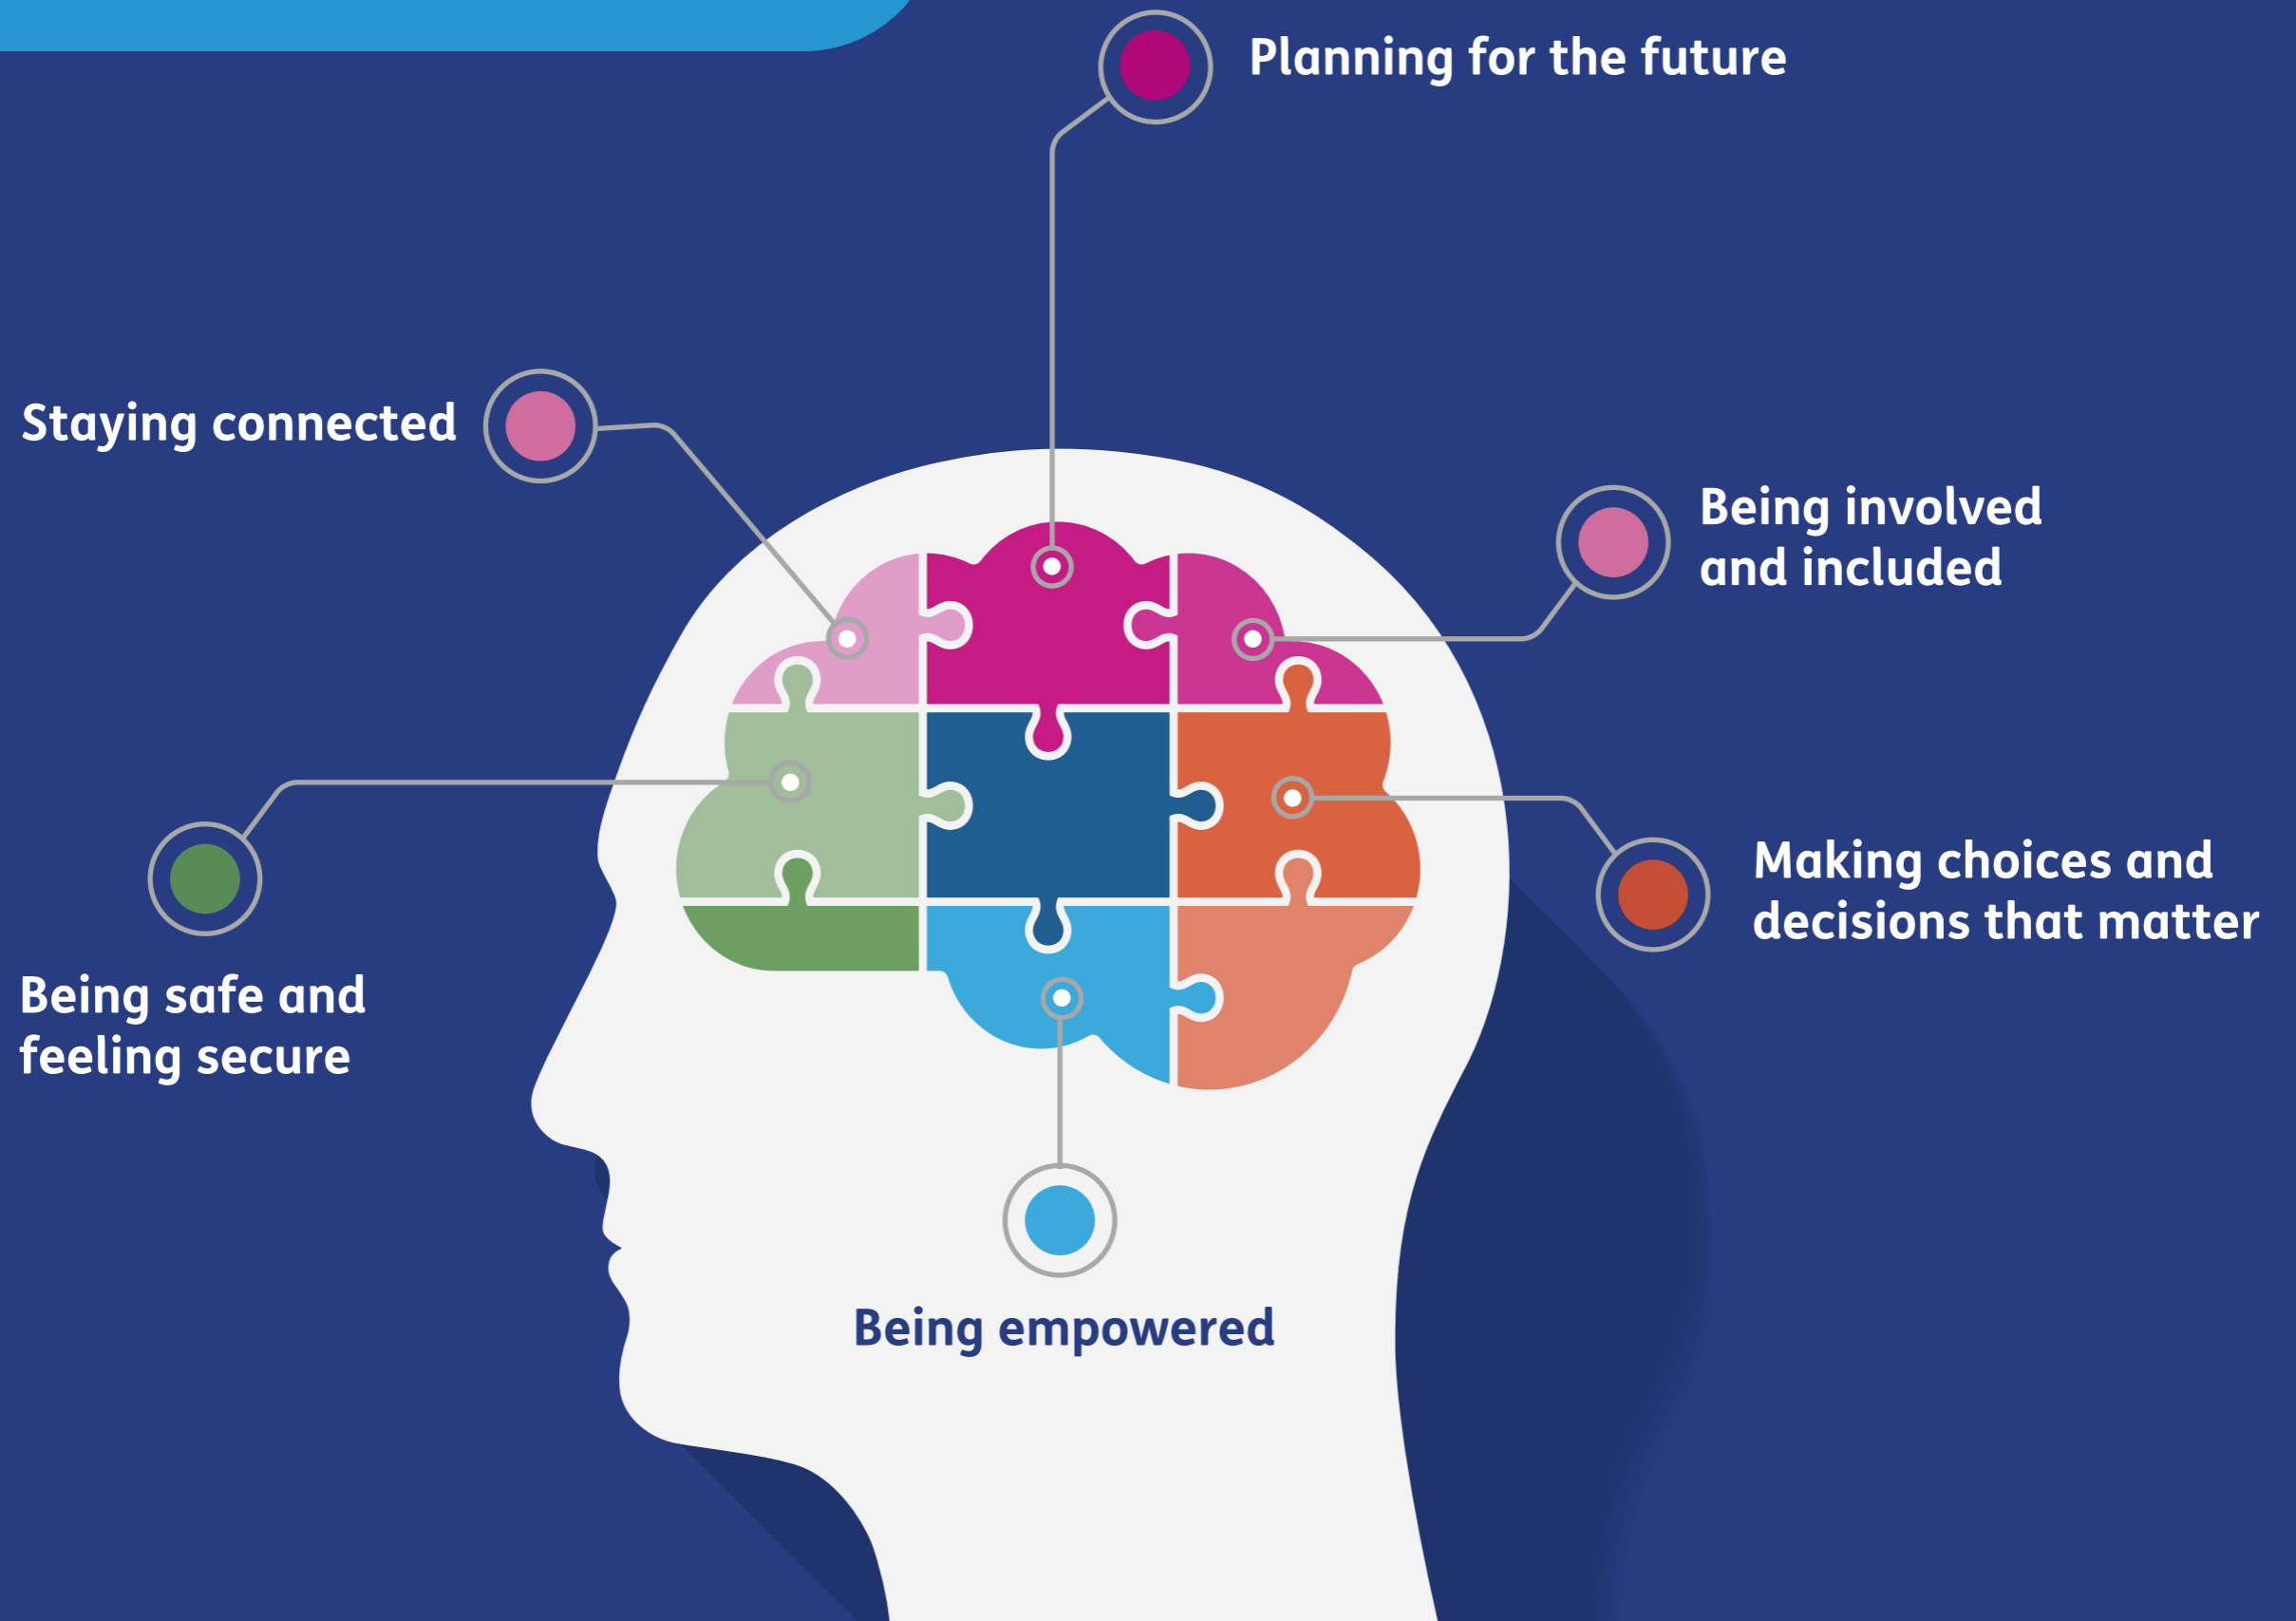 Planning for the future
Staying connected
Being involved
and included
Making choices and
decisions that matter
Being safe and
feeling secure
Being empowered